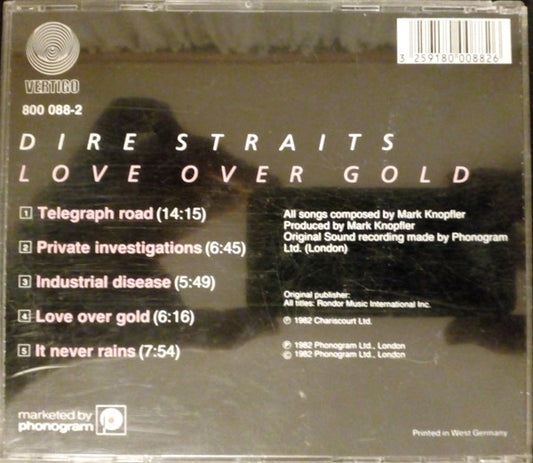 VERTIGO
3 259180 008826
800 088-2
DIRE STRAITS
LOVE OVER GOLD
1 Telegraph road (14:15)
2 Private investigations (6:45)
3 Industrial disease (5:49)
4 Love over gold (6:16)
5 It never rains (7:54)
All songs composed by Mark Knopfler
Produced by Mark Knopfler
Original Sound recording made by Phonogram
Ltd. (London)
Original publisher:
All titles: Rondor Music International Inc.
℗ 1982 Chariscourt Ltd.
℗ 1982 Phonogram Ltd., London
© 1982 Phonogram Ltd., London
marketed by
phonogram
Printed in West Germany